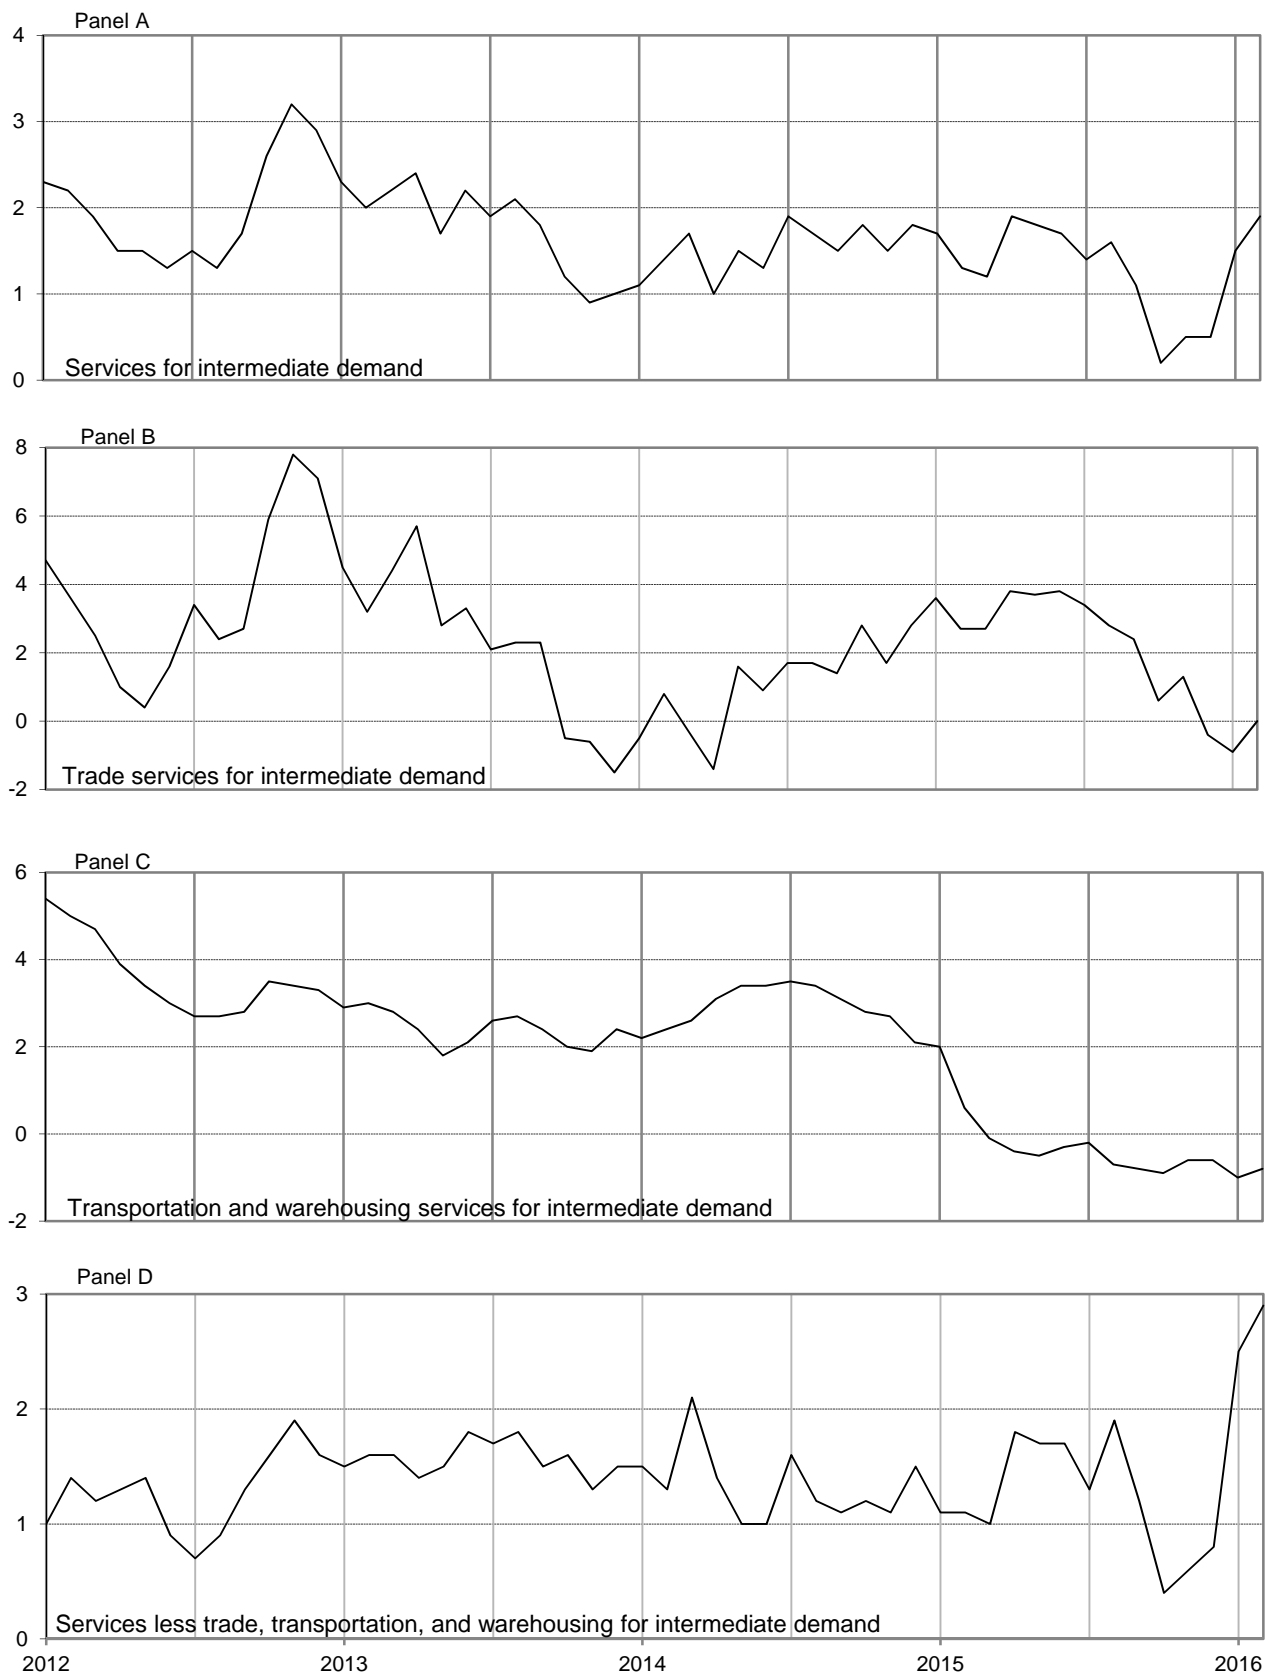 Panel A
4
3
2
1
0
Services for intermediate demand
Panel B
8
6
4
2
0
-2
Trade services for intermediate demand
Panel C
6
4
2
0
-2
Transportation and warehousing services for intermediate demand
Panel D
3
2
1
0
Services less trade, transportation, and warehousing for intermediate demand
2012 2013 2014 2015 2016